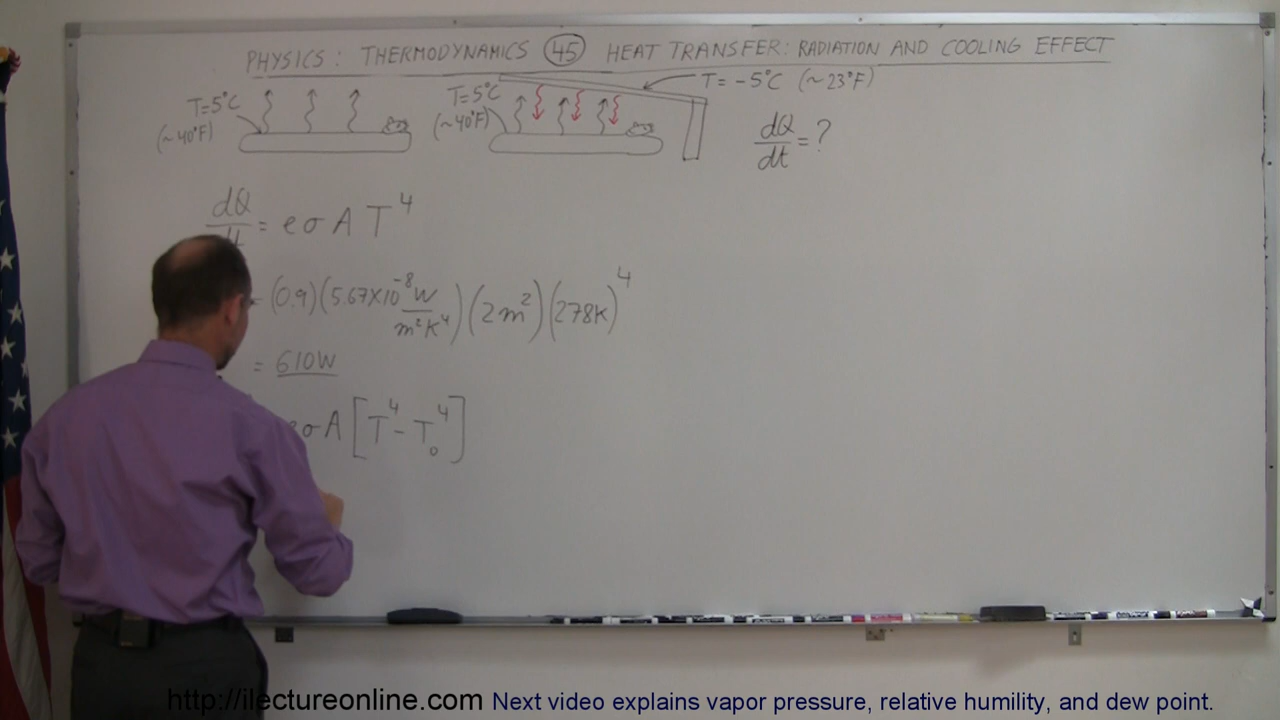 PHYSICS: THERMODYNAMICS 45 HEAT TRANSFER: RADIATION AND COOLING EFFECT
T=5°C
(~40°F)
T=5°C
(~40°F)
T= -5°C (~23°F)
dQ/dt = ?
dQ/dt = eσAT⁴
= (0.9)(5.67×10⁻⁸ W/m²K⁴)(2m²)(278K)⁴
= 610W
eσA[T⁴ - T₀⁴]
http://ilectureonline.com Next video explains vapor pressure, relative humidity, and dew point.